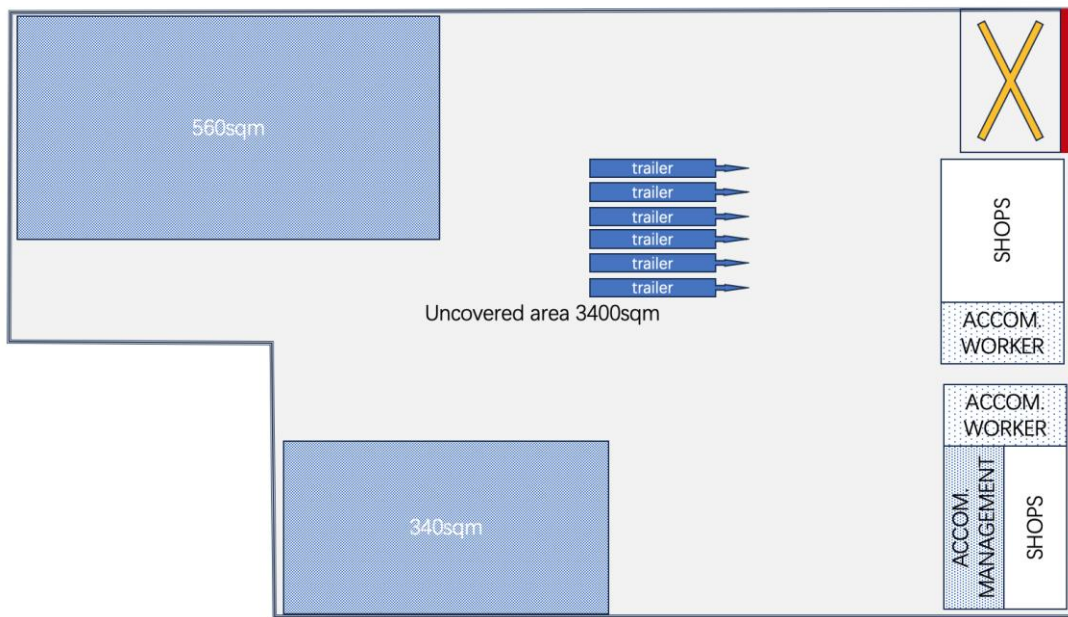 560sqm
trailer
trailer
trailer
trailer
trailer
trailer
Uncovered area 3400sqm
SHOPS
ACCOM.
WORKER
ACCOM.
WORKER
ACCOM.
MANAGEMENT
SHOPS
340sqm